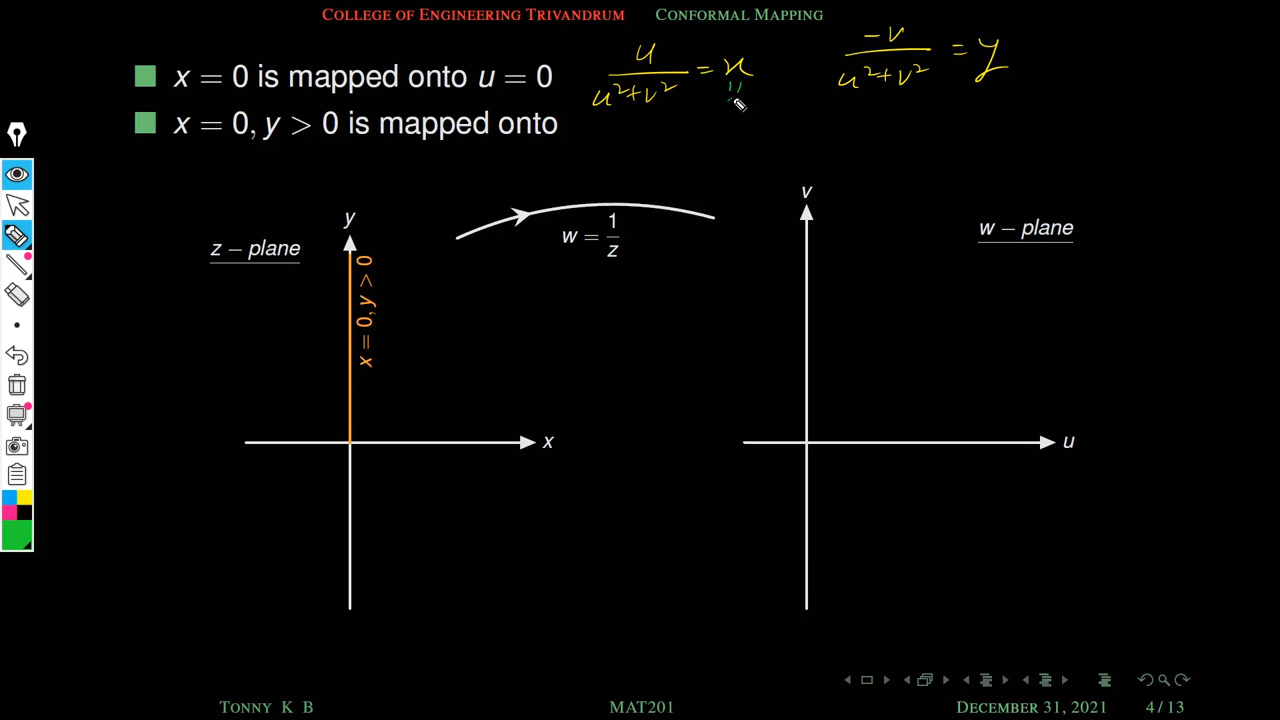 COLLEGE OF ENGINEERING TRIVANDRUM CONFORMAL MAPPING
x = 0 is mapped onto u = 0
x = 0, y > 0 is mapped onto
u/(u²+v²) = x
-v/(u²+v²) = y
z – plane
y
x = 0, y > 0
x
w = 1/z
v
w – plane
u
TONNY K B MAT201 DECEMBER 31, 2021 4 / 13